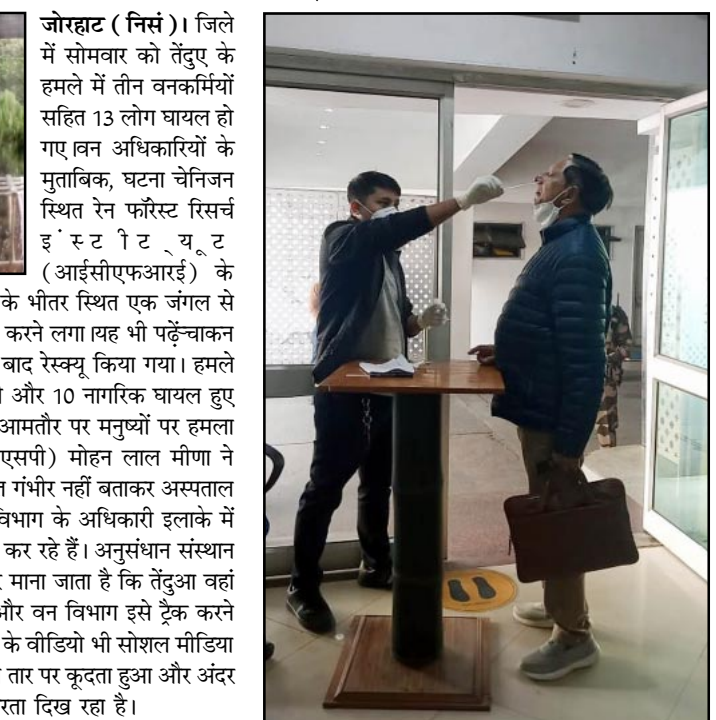 जोरहाट ( निसं )। जिले
में सोमवार को तेंदुए के
हमले में तीन वनकर्मियों
सहित 13 लोग घायल हो
गए।वन अधिकारियों के
मुताबिक, घटना चेनिजन
स्थित रेन फॉरेस्ट रिसर्च
इंस्टीट्यूट
(आईसीएफआरई) के
के भीतर स्थित एक जंगल से
करने लगा।यह भी पढ़ें-चाकन
बाद रेस्क्यू किया गया। हमले
और 10 नागरिक घायल हुए
आमतौर पर मनुष्यों पर हमला
एसपी) मोहन लाल मीणा ने
गंभीर नहीं बताकर अस्पताल
विभाग के अधिकारी इलाके में
कर रहे हैं। अनुसंधान संस्थान
माना जाता है कि तेंदुआ वहां
और वन विभाग इसे ट्रैक करने
के वीडियो भी सोशल मीडिया
तार पर कूदता हुआ और अंदर
दिख रहा है।